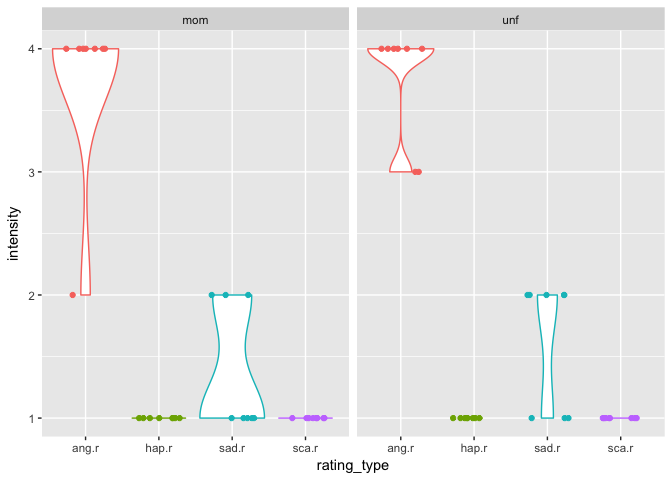 mom unf
intensity
4
3
2
1
ang.r hap.r sad.r sca.r ang.r hap.r sad.r sca.r
rating_type